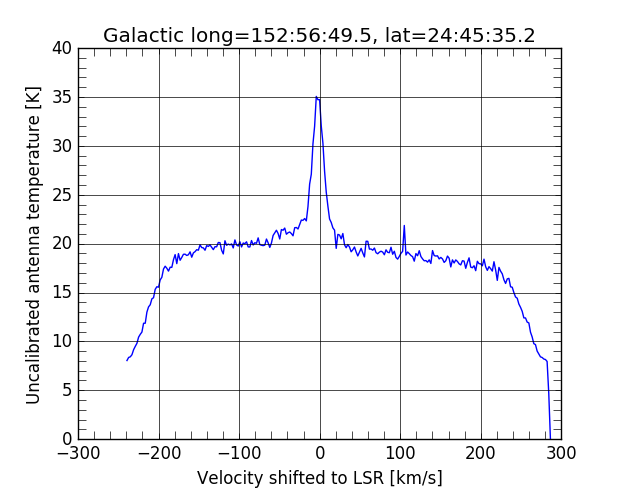 Galactic long=152:56:49.5, lat=24:45:35.2
Uncalibrated antenna temperature [K]
40
35
30
25
20
15
10
5
0
−300 −200 −100 0 100 200 300
Velocity shifted to LSR [km/s]